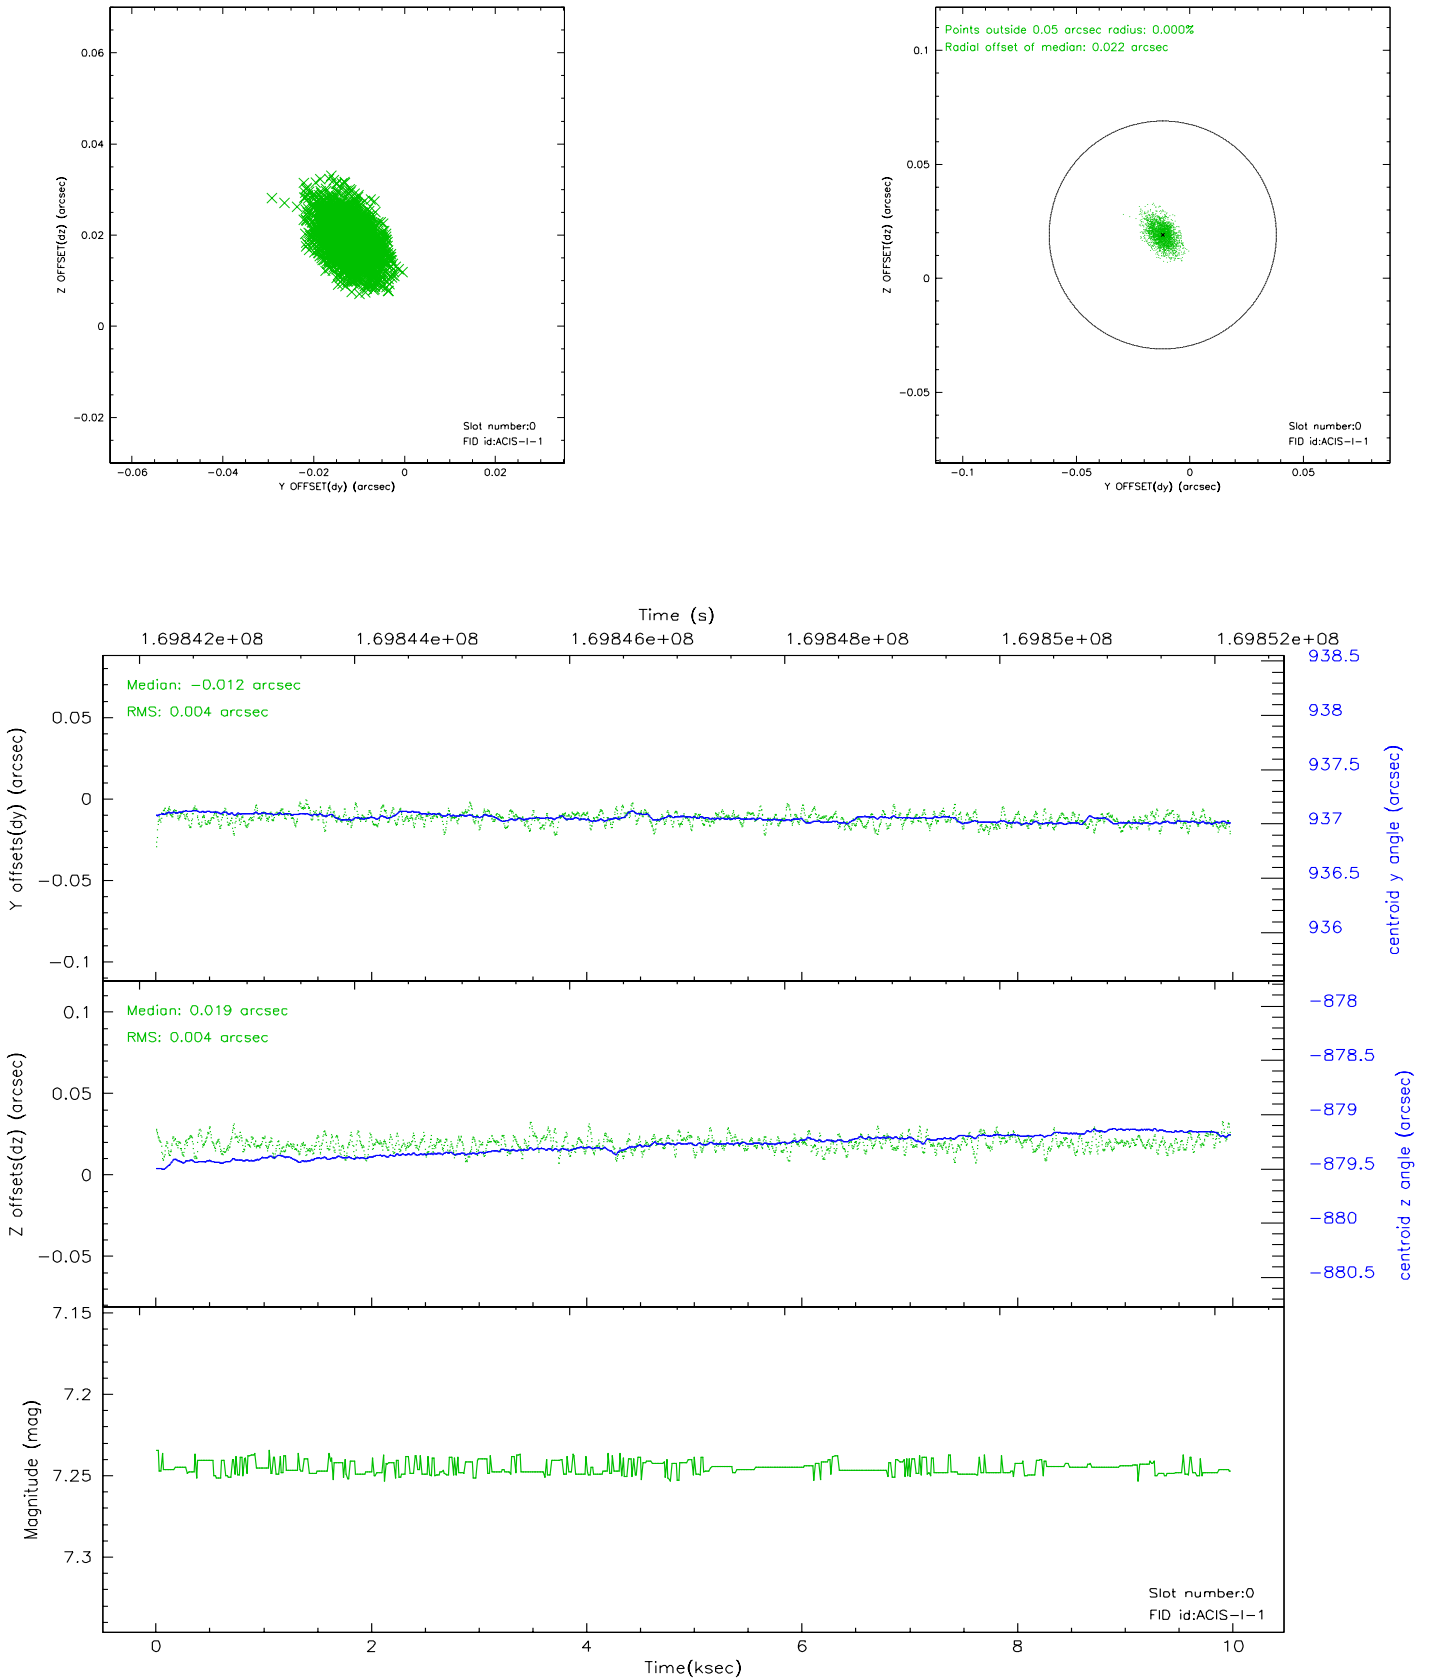 0.06
0.04
0.02
0
−0.02
−0.06
−0.04
−0.02
0
0.02
Z OFFSET(dz) (arcsec)
Y OFFSET(dy) (arcsec)
Slot number:0
FID id:ACIS−I−1
Points outside 0.05 arcsec radius: 0.000%
Radial offset of median: 0.022 arcsec
0.1
0.05
0
−0.05
−0.1
−0.05
0
0.05
Z OFFSET(dz) (arcsec)
Y OFFSET(dy) (arcsec)
Slot number:0
FID id:ACIS−I−1
Time (s)
1.69842e+08
1.69844e+08
1.69846e+08
1.69848e+08
1.6985e+08
1.69852e+08
Median: −0.012 arcsec
RMS: 0.004 arcsec
0.05
0
−0.05
−0.1
Y offsets(dy) (arcsec)
938.5
938
937.5
937
936.5
936
centroid y angle (arcsec)
Median: 0.019 arcsec
RMS: 0.004 arcsec
0.1
0.05
0
−0.05
Z offsets(dz) (arcsec)
−878
−878.5
−879
−879.5
−880
−880.5
centroid z angle (arcsec)
7.15
7.2
7.25
7.3
Magnitude (mag)
Slot number:0
FID id:ACIS−I−1
0
2
4
6
8
10
Time(ksec)